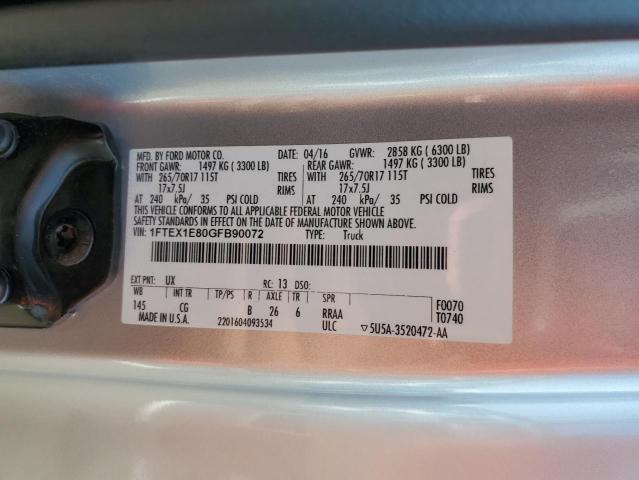 MFD. BY FORD MOTOR CO. DATE: 04/16 GVWR: 2858 KG ( 6300 LB)
FRONT GAWR: 1497 KG ( 3300 LB) REAR GAWR: 1497 KG ( 3300 LB)
WITH 265/70R17 115T TIRES WITH 265/70R17 115T TIRES
17x7.5J RIMS 17x7.5J RIMS
AT 240 kPa/ 35 PSI COLD AT 240 kPa/ 35 PSI COLD
THIS VEHICLE CONFORMS TO ALL APPLICABLE FEDERAL MOTOR VEHICLE
SAFETY STANDARDS IN EFFECT ON THE DATE OF MANUFACTURE SHOWN ABOVE.
VIN: 1FTEX1E80GFB90072 TYPE: Truck
EXT PNT: UX RC: 13 DSO:
WB INT TR TP/PS R AXLE TR SPR F0070
145 CG B 26 6 RRAA T0740
MADE IN U.S.A. 2201604093534 ULC ▽5U5A-3520472-AA